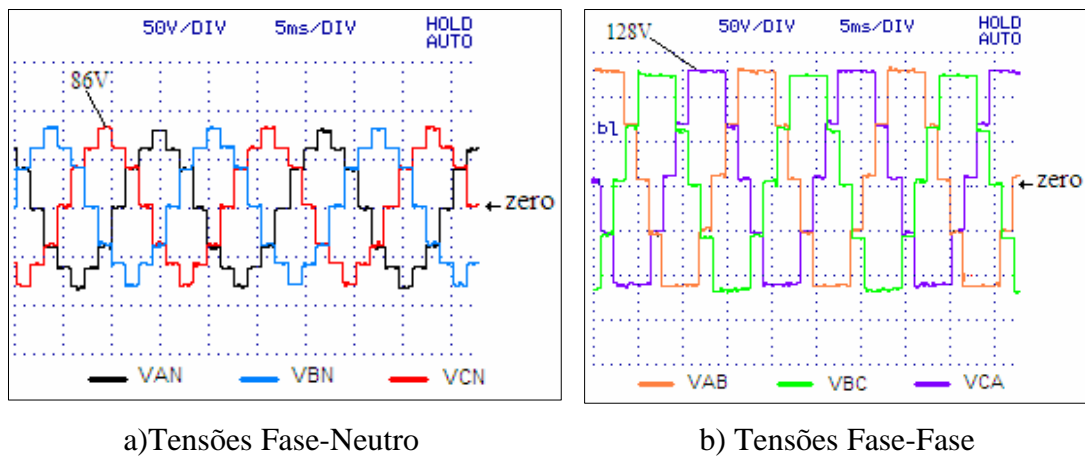 50V/DIV 5ms/DIV HOLD
AUTO
86V
←zero
VAN VBN VCN
a)Tensões Fase-Neutro
50V/DIV 5ms/DIV HOLD
AUTO
128V
bl
←zero
VAB VBC VCA
b) Tensões Fase-Fase